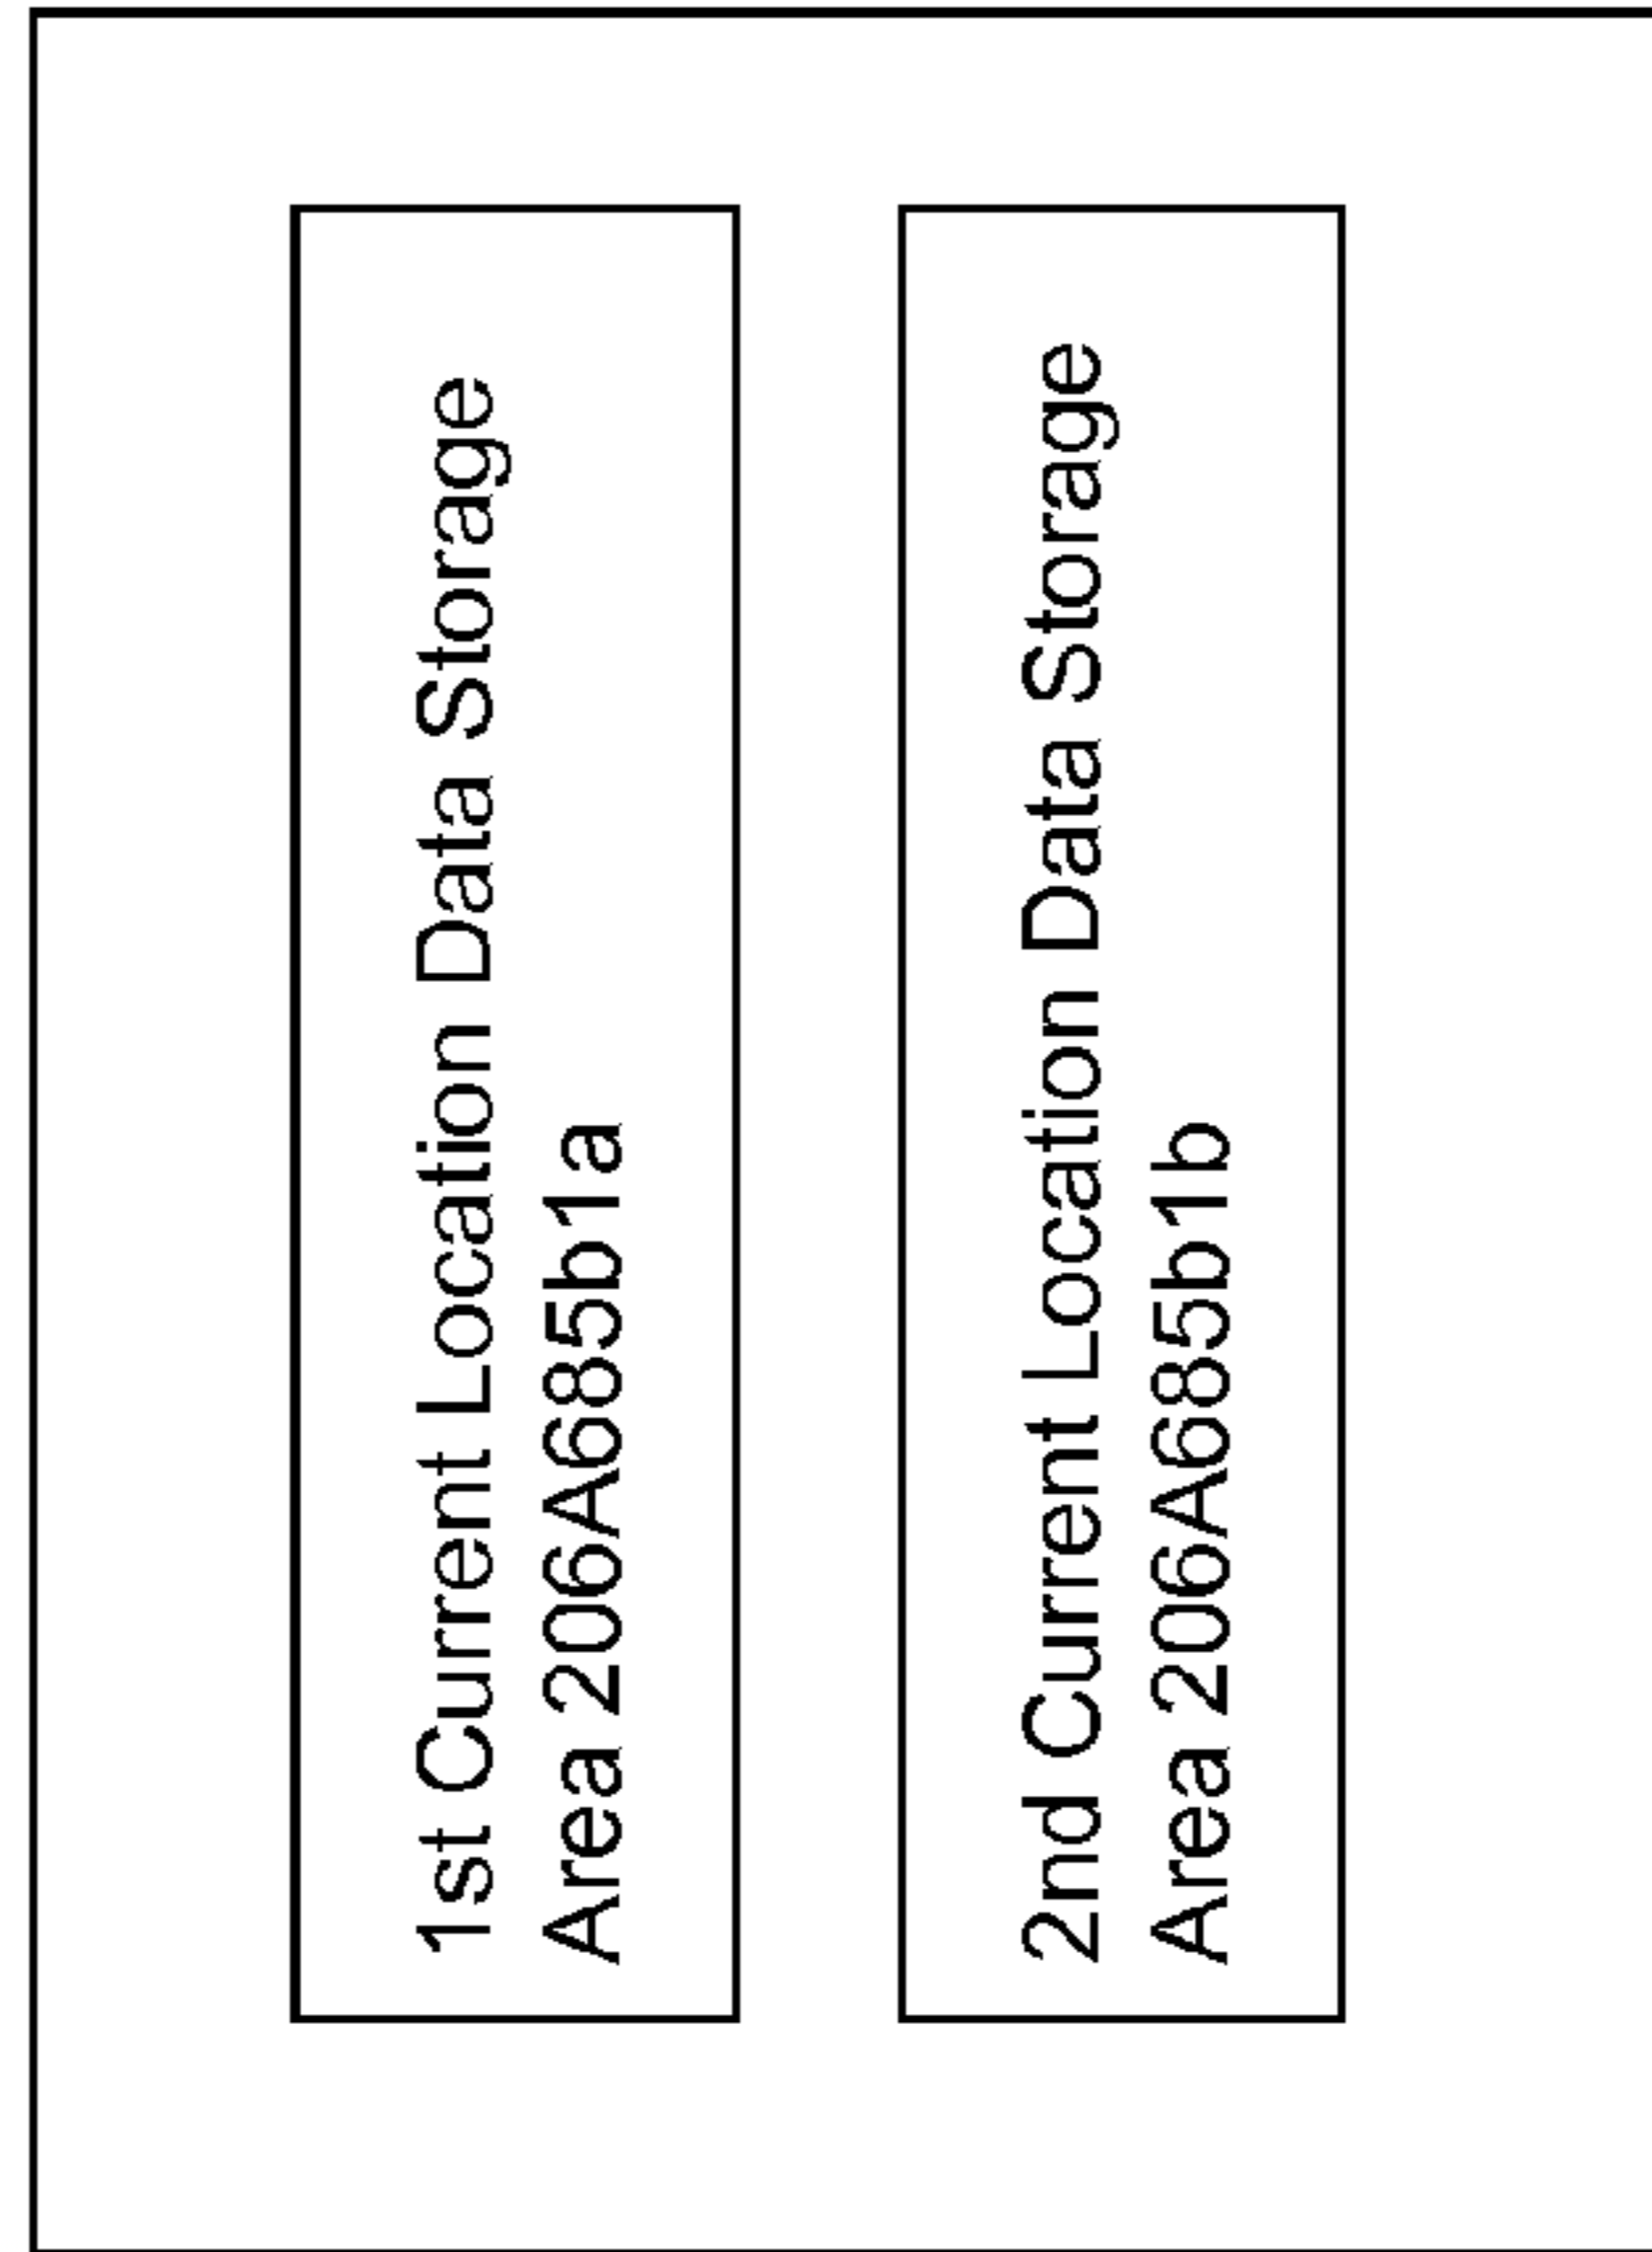 1st Current Location Data Storage
Area 206A685b1a
2nd Current Location Data Storage
Area 206A685b1b